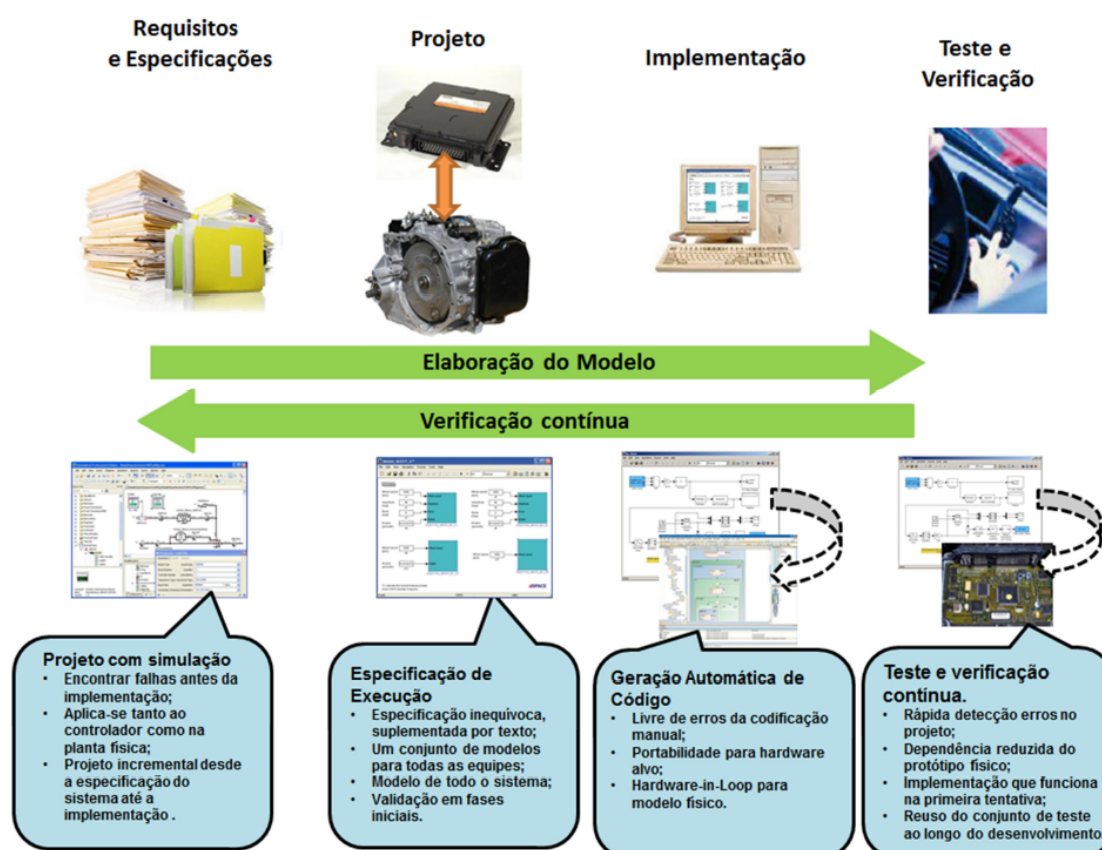 Requisitos
e Especificações
Projeto
Implementação
Teste e
Verificação
Elaboração do Modelo
Verificação contínua
dSPACE
Projeto com simulação
• Encontrar falhas antes da
implementação;
• Aplica-se tanto ao
controlador como na
planta física;
• Projeto incremental desde
a especificação do
sistema até a
implementação .
Especificação de
Execução
• Especificação inequívoca,
suplementada por texto;
• Um conjunto de modelos
para todas as equipes;
• Modelo de todo o sistema;
• Validação em fases
iniciais.
Geração Automática de
Código
• Livre de erros da codificação
manual;
• Portabilidade para hardware
alvo;
• Hardware-in-Loop para
modelo físico.
Teste e verificação
contínua.
• Rápida detecção erros no
projeto;
• Dependência reduzida do
protótipo físico;
• Implementação que funciona
na primeira tentativa;
• Reuso do conjunto de teste
ao longo do desenvolvimento